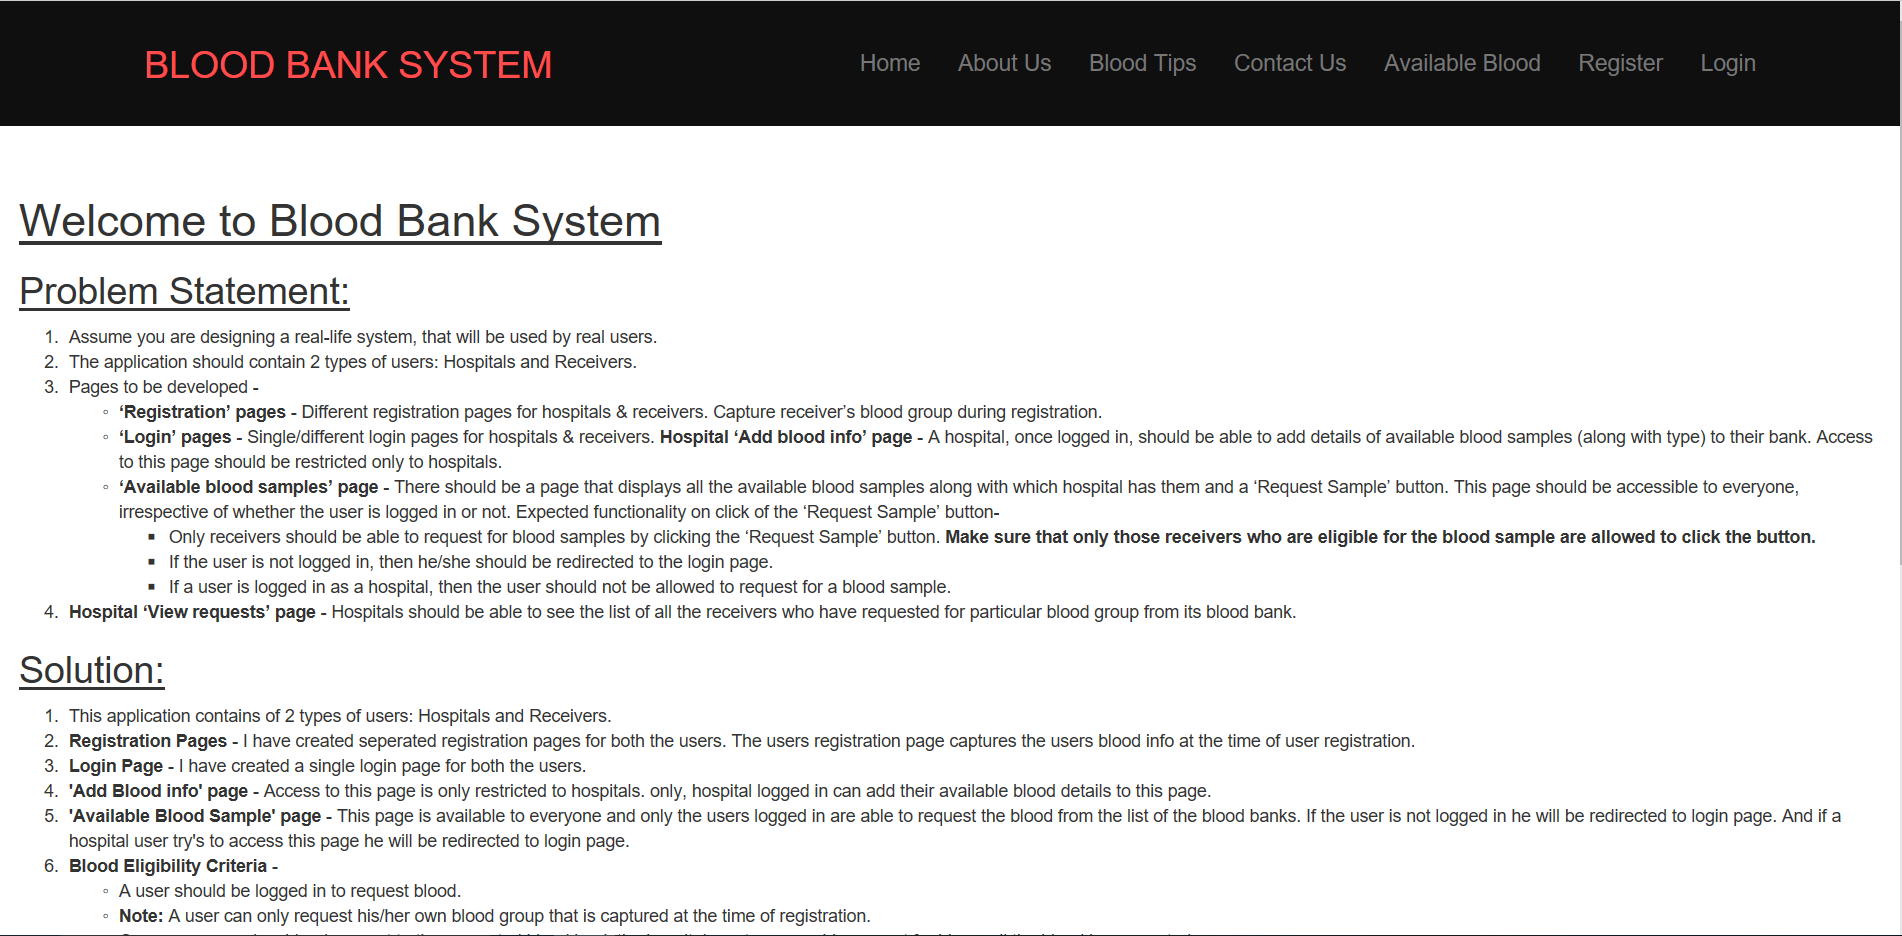 BLOOD BANK SYSTEM
Home About Us Blood Tips Contact Us Available Blood Register Login
Welcome to Blood Bank System
Problem Statement:
1. Assume you are designing a real-life system, that will be used by real users.
2. The application should contain 2 types of users: Hospitals and Receivers.
3. Pages to be developed -
◦ ‘Registration’ pages - Different registration pages for hospitals & receivers. Capture receiver’s blood group during registration.
◦ ‘Login’ pages - Single/different login pages for hospitals & receivers. Hospital ‘Add blood info’ page - A hospital, once logged in, should be able to add details of available blood samples (along with type) to their bank. Access
to this page should be restricted only to hospitals.
◦ ‘Available blood samples’ page - There should be a page that displays all the available blood samples along with which hospital has them and a ‘Request Sample’ button. This page should be accessible to everyone,
irrespective of whether the user is logged in or not. Expected functionality on click of the ‘Request Sample’ button-
▪ Only receivers should be able to request for blood samples by clicking the ‘Request Sample’ button. Make sure that only those receivers who are eligible for the blood sample are allowed to click the button.
▪ If the user is not logged in, then he/she should be redirected to the login page.
▪ If a user is logged in as a hospital, then the user should not be allowed to request for a blood sample.
4. Hospital ‘View requests’ page - Hospitals should be able to see the list of all the receivers who have requested for particular blood group from its blood bank.
Solution:
1. This application contains of 2 types of users: Hospitals and Receivers.
2. Registration Pages - I have created seperated registration pages for both the users. The users registration page captures the users blood info at the time of user registration.
3. Login Page - I have created a single login page for both the users.
4. 'Add Blood info' page - Access to this page is only restricted to hospitals. only, hospital logged in can add their available blood details to this page.
5. 'Available Blood Sample' page - This page is available to everyone and only the users logged in are able to request the blood from the list of the blood banks. If the user is not logged in he will be redirected to login page. And if a
hospital user try's to access this page he will be redirected to login page.
6. Blood Eligibility Criteria -
◦ A user should be logged in to request blood.
◦ Note: A user can only request his/her own blood group that is captured at the time of registration.